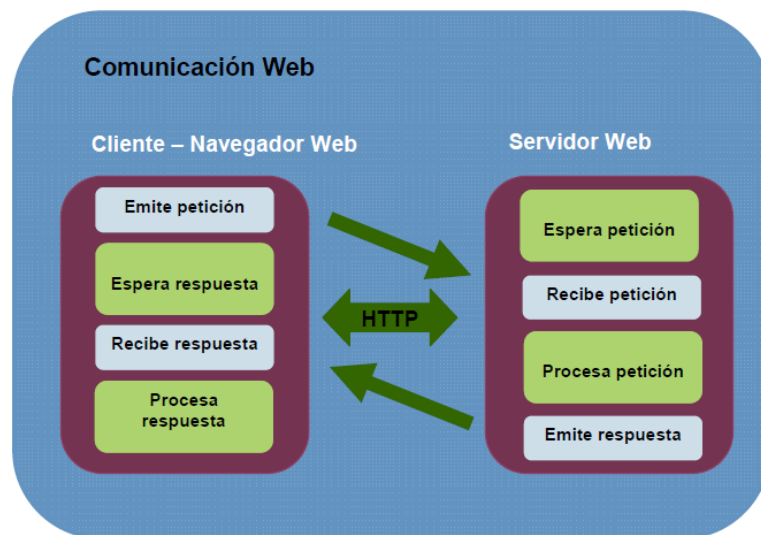 Comunicación Web
Cliente – Navegador Web
Emite petición
Espera respuesta
Recibe respuesta
Procesa
respuesta
HTTP
Servidor Web
Espera petición
Recibe petición
Procesa petición
Emite respuesta